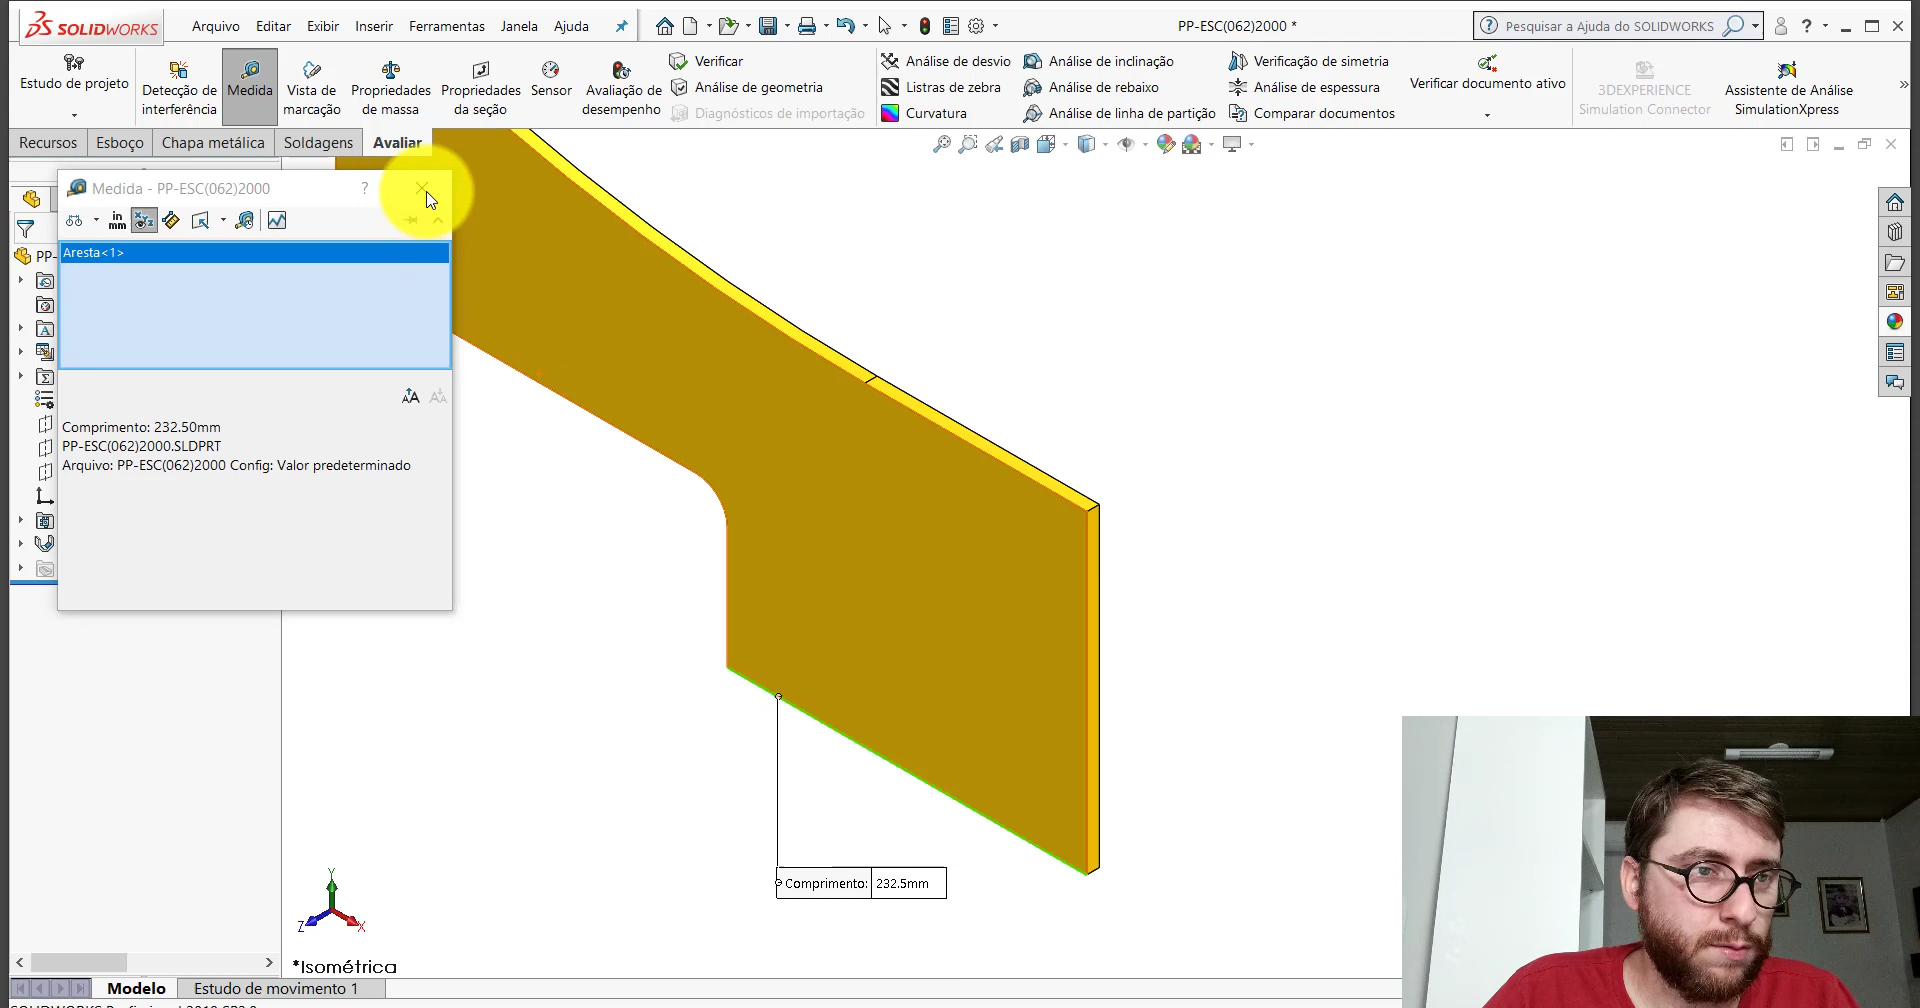 SOLIDWORKS
Arquivo
Editar
Exibir
Inserir
Ferramentas
Janela
Ajuda
PP-ESC(062)2000 *
Pesquisar a Ajuda do SOLIDWORKS
Estudo de projeto
Detecção de interferência
Medida
Vista de marcação
Propriedades de massa
Propriedades da seção
Sensor
Avaliação de desempenho
Verificar
Análise de geometria
Diagnósticos de importação
Análise de desvio
Listras de zebra
Curvatura
Análise de inclinação
Análise de rebaixo
Análise de linha de partição
Verificação de simetria
Análise de espessura
Comparar documentos
Verificar documento ativo
3DEXPERIENCE
Simulation Connector
Assistente de Análise
SimulationXpress
Recursos
Esboço
Chapa metálica
Soldagens
Avaliar
Medida - PP-ESC(062)2000
in
mm
Aresta<1>
PP-
Comprimento: 232.50mm
PP-ESC(062)2000.SLDPRT
Arquivo: PP-ESC(062)2000 Config: Valor predeterminado
Comprimento: 232.5mm
Y
Z
X
*Isométrica
Modelo
Estudo de movimento 1